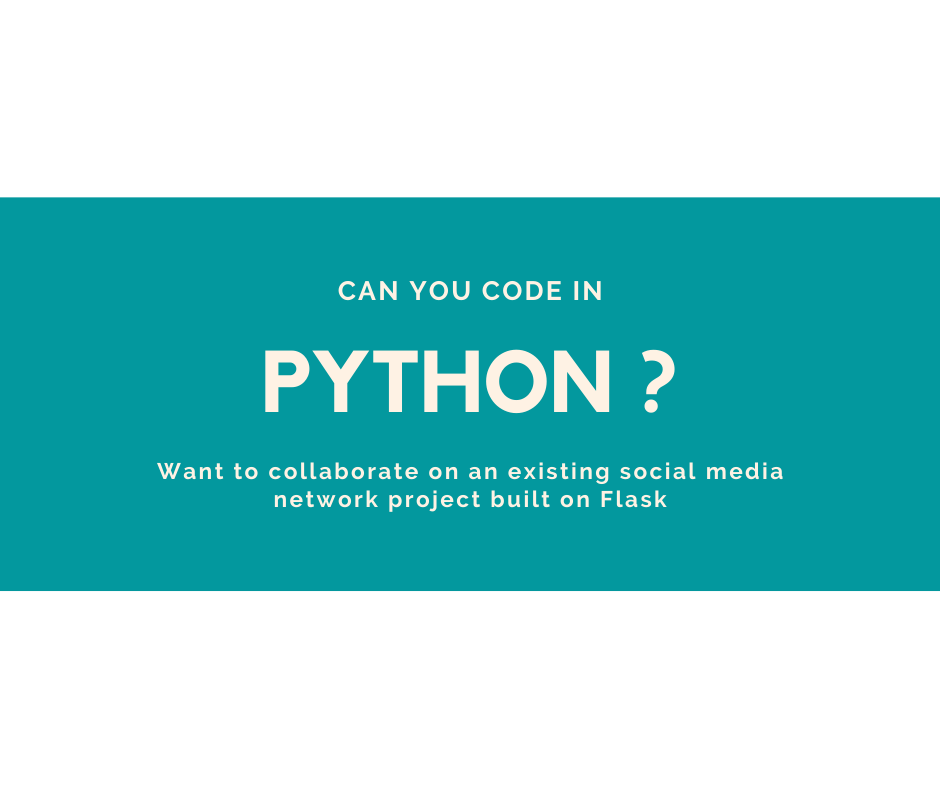 CAN YOU CODE IN
PYTHON ?
Want to collaborate on an existing social media
network project built on Flask